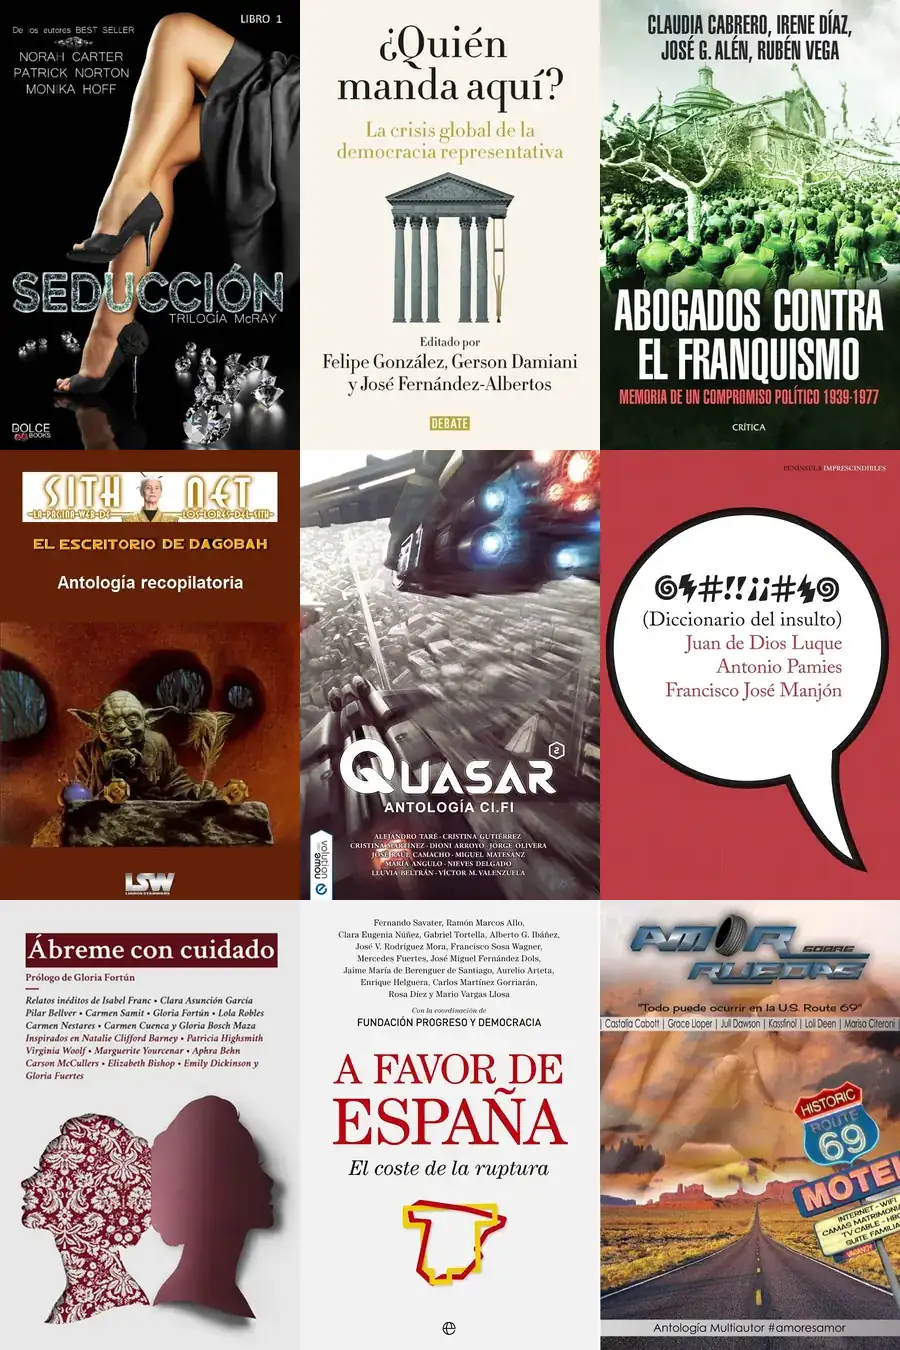 LIBRO 1
De los autores BEST SELLER
NORAH CARTER
PATRICK NORTON
MONIKA HOFF
SEDUCCIÓN
TRILOGÍA McRAY
DOLCE
BOOKS
¿Quién
manda aquí?
La crisis global de la
democracia representativa
Editado por
Felipe González, Gerson Damiani
y José Fernández-Albertos
DEBATE
CLAUDIA CABRERO, IRENE DÍAZ,
JOSÉ G. ALÉN, RUBÉN VEGA
ABOGADOS CONTRA
EL FRANQUISMO
MEMORIA DE UN COMPROMISO POLÍTICO 1939-1977
CRÍTICA
SITH NET
-LA PÁGINA WEB DE LOS LORES DEL SITH-
EL ESCRITORIO DE DAGOBAH
Antología recopilatoria
LSW
LIBROS STARWARS
QUASAR
2
ANTOLOGÍA CI.FI
ALEJANDRO TARÉ - CRISTINA GUTIÉRREZ
CRISTINA MARTÍNEZ - DIONI ARROYO - JORGE OLIVERA
JOSÉ RAÚL CAMACHO - MIGUEL MATESANZ
MARÍA ANGULO - NIEVES DELGADO
LLUVIA BELTRÁN - VÍCTOR M. VALENZUELA
PENÍNSULA IMPRESCINDIBLES
#!!¡¡#
(Diccionario del insulto)
Juan de Dios Luque
Antonio Pamies
Francisco José Manjón
Ábreme con cuidado
Prólogo de Gloria Fortún
Relatos inéditos de Isabel Franc • Clara Asunción García
Pilar Bellver • Carmen Samit • Gloria Fortún • Lola Robles
Carmen Nestares • Carmen Cuenca y Gloria Bosch Maza
Inspirados en Natalie Clifford Barney • Patricia Highsmith
Virginia Woolf • Marguerite Yourcenar • Aphra Behn
Carson McCullers • Elizabeth Bishop • Emily Dickinson y
Gloria Fuertes
Fernando Savater, Ramón Marcos Allo,
Clara Eugenia Núñez, Gabriel Tortella, Alberto G. Ibáñez,
José V. Rodríguez Mora, Francisco Sosa Wagner,
Mercedes Fuertes, José Miguel Fernández Dols,
Jaime María de Berenguer de Santiago, Aurelio Arteta,
Enrique Helguera, Carlos Martínez Gorriarán,
Rosa Díez y Mario Vargas Llosa
Con la coordinación de
FUNDACIÓN PROGRESO Y DEMOCRACIA
A FAVOR DE
ESPAÑA
El coste de la ruptura
AMOR
SOBRE
RUEDAS
"Todo puede ocurrir en la U.S. Route 69"
Castalia Cabott | Grace Lloper | Jull Dawson | Kassfinol | Loli Deen | Marisa Citeroni |
HISTORIC
ROUTE
69
MOTEL
INTERNET - WIFI
CAMAS MATRIMONIA
TV CABLE - HBO
SUITE FAMILIA
VACANCY
Antología Multiautor #amoresamor